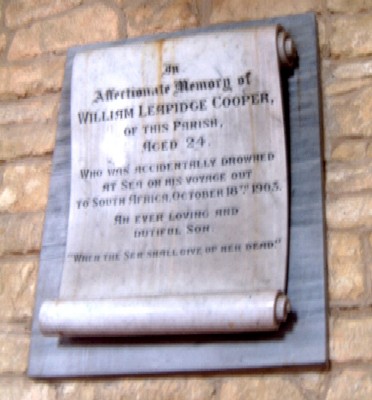 In
Affectionate Memory of
WILLIAM LEAPIDGE COOPER,
OF THIS PARISH,
AGED 24.
WHO WAS ACCIDENTALLY DROWNED
AT SEA ON HIS VOYAGE OUT
TO SOUTH AFRICA, OCTOBER 18TH 1903.
AN EVER LOVING AND
DUTIFUL SON.
"WHEN THE SEA SHALL GIVE UP HER DEAD."